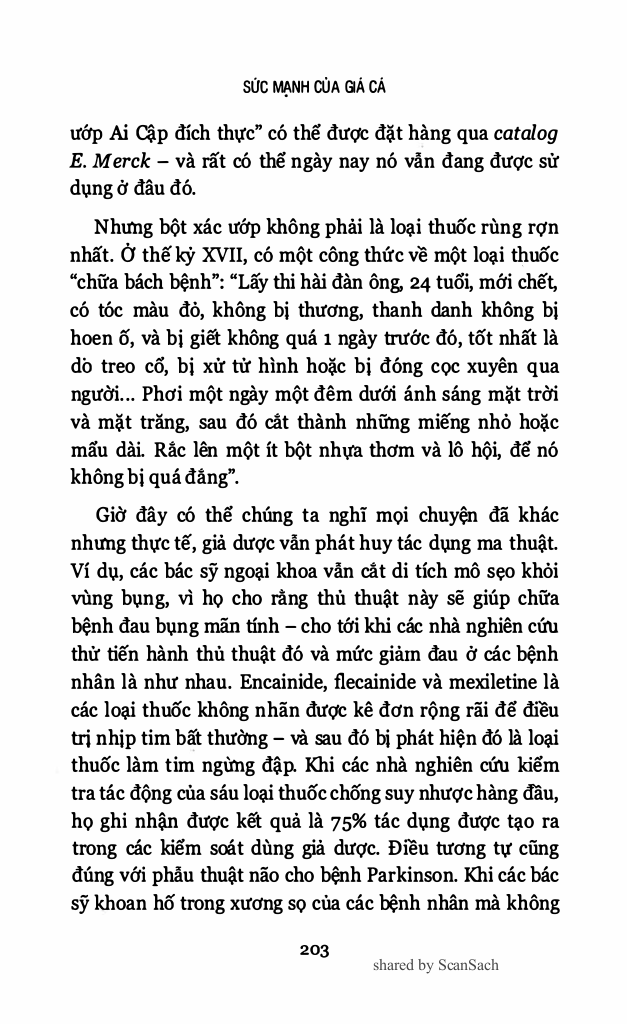 SỨC MẠNH CỦA GIÁ CẢ
ướp Ai Cập đích thực” có thể được đặt hàng qua catalog
E. Merck – và rất có thể ngày nay nó vẫn đang được sử
dụng ở đâu đó.
Nhưng bột xác ướp không phải là loại thuốc rùng rợn
nhất. Ở thế kỷ XVII, có một công thức về một loại thuốc
“chữa bách bệnh”: “Lấy thi hài đàn ông, 24 tuổi, mới chết,
có tóc màu đỏ, không bị thương, thanh danh không bị
hoen ố, và bị giết không quá 1 ngày trước đó, tốt nhất là
do treo cổ, bị xử tử hình hoặc bị đóng cọc xuyên qua
người... Phơi một ngày một đêm dưới ánh sáng mặt trời
và mặt trăng, sau đó cắt thành những miếng nhỏ hoặc
mẩu dài. Rắc lên một ít bột nhựa thơm và lô hội, để nó
không bị quá đắng”.
Giờ đây có thể chúng ta nghĩ mọi chuyện đã khác
nhưng thực tế, giả dược vẫn phát huy tác dụng ma thuật.
Ví dụ, các bác sỹ ngoại khoa vẫn cắt di tích mô sẹo khỏi
vùng bụng, vì họ cho rằng thủ thuật này sẽ giúp chữa
bệnh đau bụng mãn tính – cho tới khi các nhà nghiên cứu
thử tiến hành thủ thuật đó và mức giảm đau ở các bệnh
nhân là như nhau. Encainide, flecainide và mexiletine là
các loại thuốc không nhãn được kê đơn rộng rãi để điều
trị nhịp tim bất thường – và sau đó bị phát hiện đó là loại
thuốc làm tim ngừng đập. Khi các nhà nghiên cứu kiểm
tra tác động của sáu loại thuốc chống suy nhược hàng đầu,
họ ghi nhận được kết quả là 75% tác dụng được tạo ra
trong các kiểm soát dùng giả dược. Điều tương tự cũng
đúng với phẫu thuật não cho bệnh Parkinson. Khi các bác
sỹ khoan hố trong xương sọ của các bệnh nhân mà không
203
shared by ScanSach